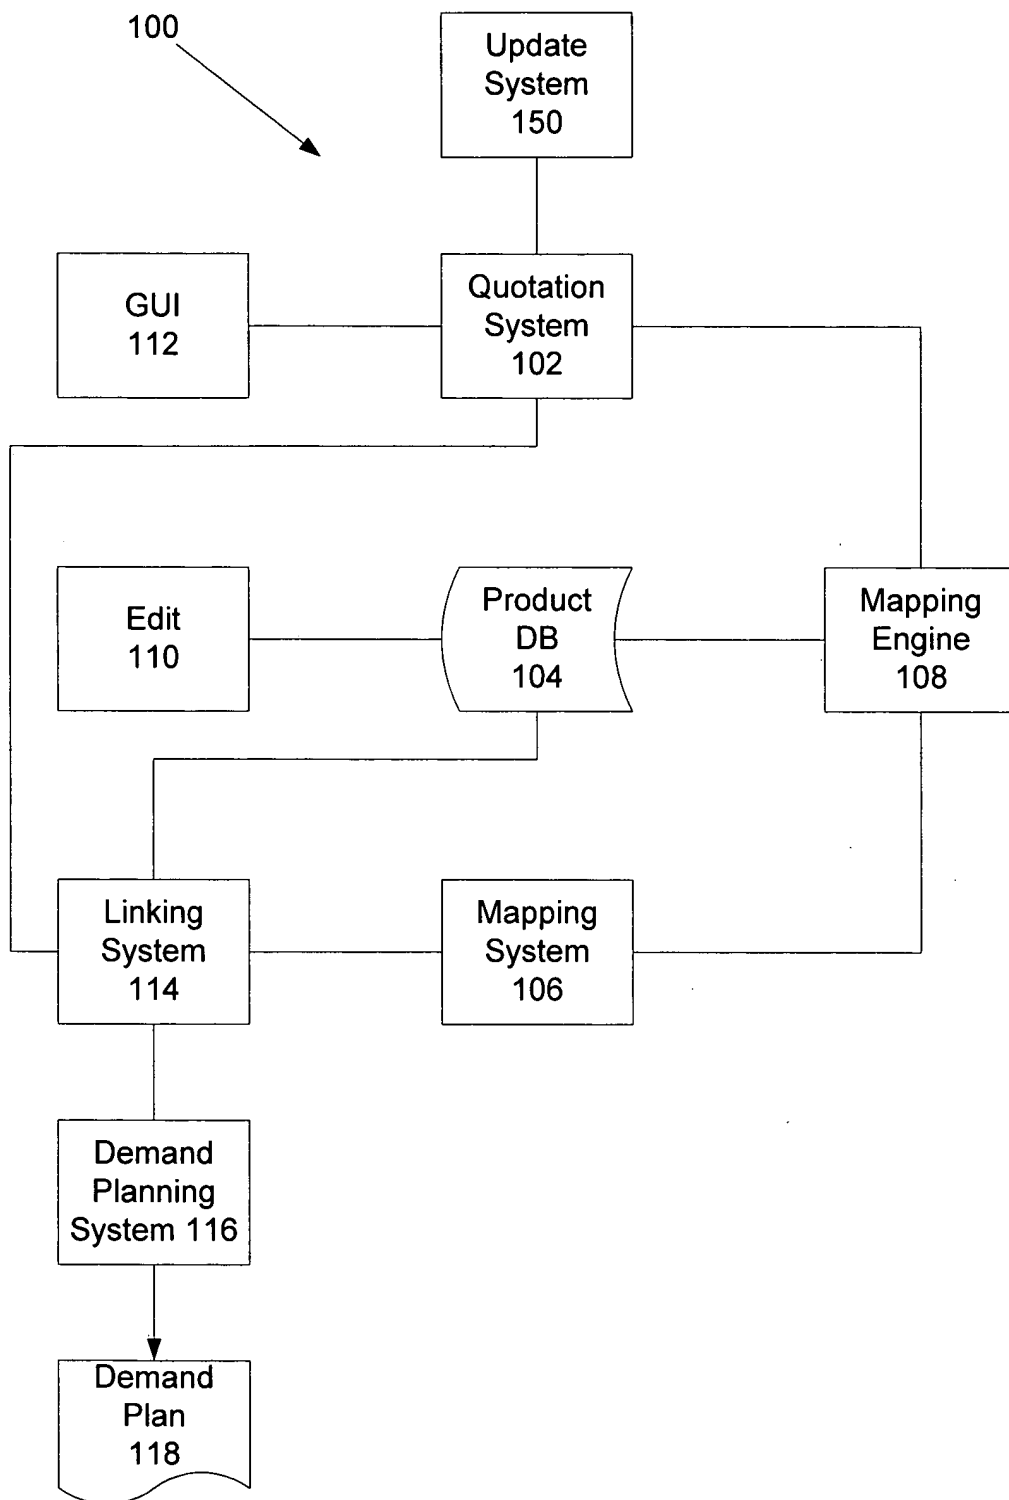 100
Update
System
150
GUI
112
Quotation
System
102
Edit
110
Product
DB
104
Mapping
Engine
108
Linking
System
114
Mapping
System
106
Demand
Planning
System 116
Demand
Plan
118